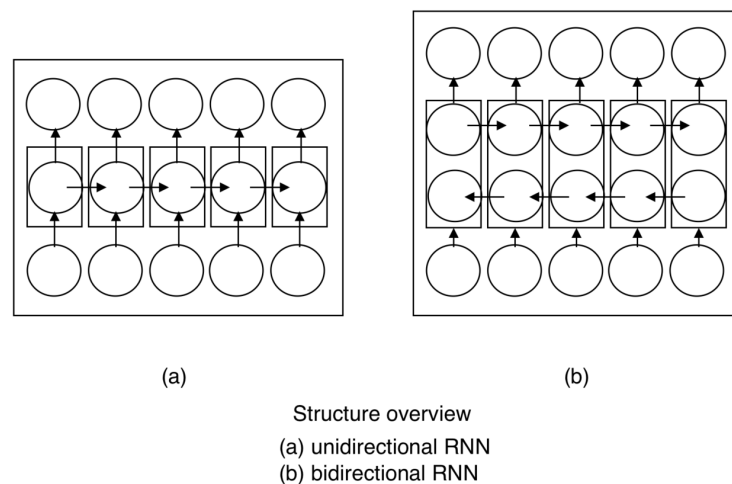 (a)
(b)
Structure overview
(a) unidirectional RNN
(b) bidirectional RNN